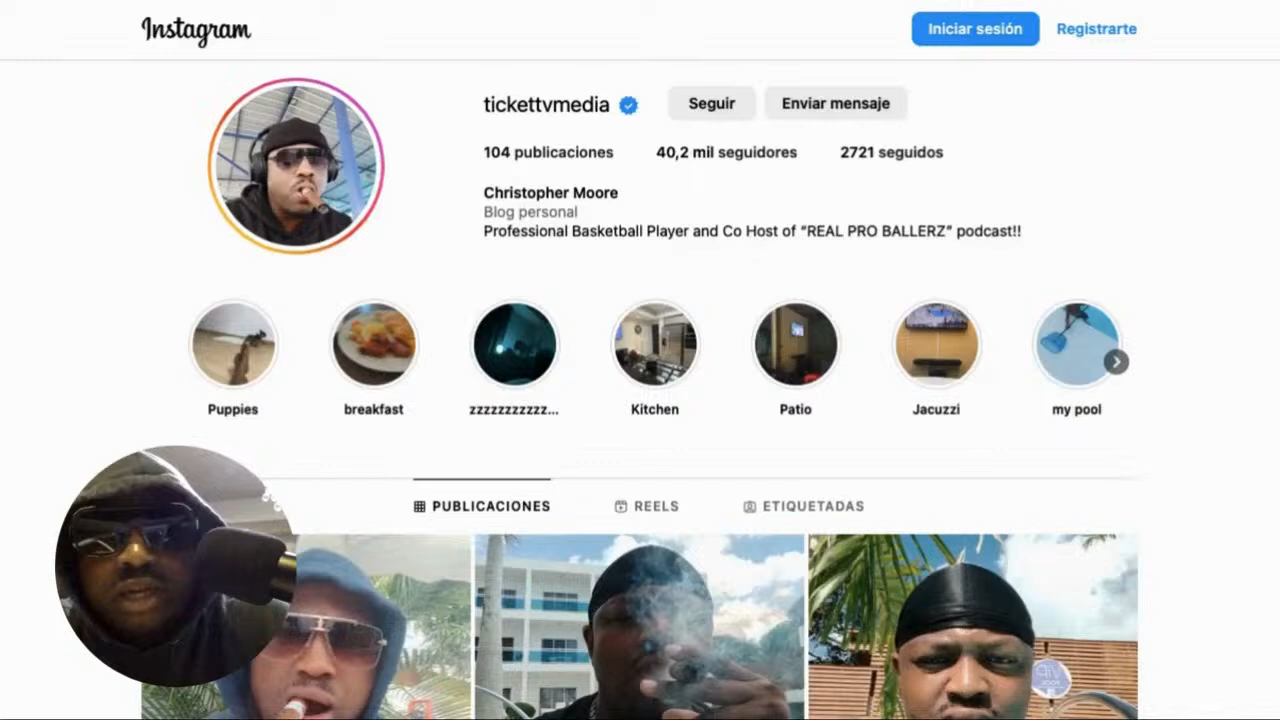 Instagram
Iniciar sesión
Registrarte
tickettvmedia
Seguir
Enviar mensaje
104 publicaciones
40,2 mil seguidores
2721 seguidos
Christopher Moore
Blog personal
Professional Basketball Player and Co Host of “REAL PRO BALLERZ” podcast!!
Puppies
breakfast
zzzzzzzzzzz...
Kitchen
Patio
Jacuzzi
my pool
PUBLICACIONES
REELS
ETIQUETADAS